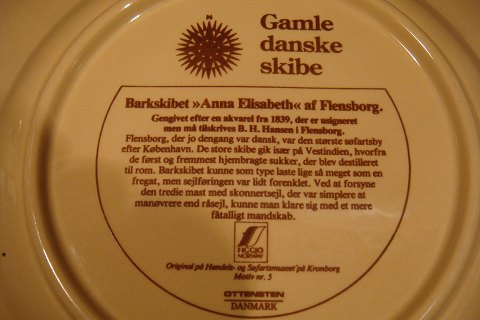 N
Gamle
danske
skibe
Barkskibet »Anna Elisabeth« af Flensborg.
Gengivet efter en akvarel fra 1839, der er usigneret
men må tilskrives B. H. Hansen i Flensborg.
Flensborg, der jo dengang var dansk, var den største søfartsby
efter København. De store skibe gik især på Vestindien, hvorfra
de først og fremmest hjembragte sukker, der blev destilleret
til rom. Barkskibet kunne som type laste lige så meget som en
fregat, men sejlføringen var lidt forenklet. Ved at forsyne
den tredie mast med skonnertsejl, der var simplere at
manøvrere end råsejl, kunne man klare sig med et mere
fåtalligt mandskab.
FIGGJO
NORWAY
Original på Handels- og Søfartsmuseet på Kronborg
Motiv nr. 5
OTTENSTEN
DANMARK